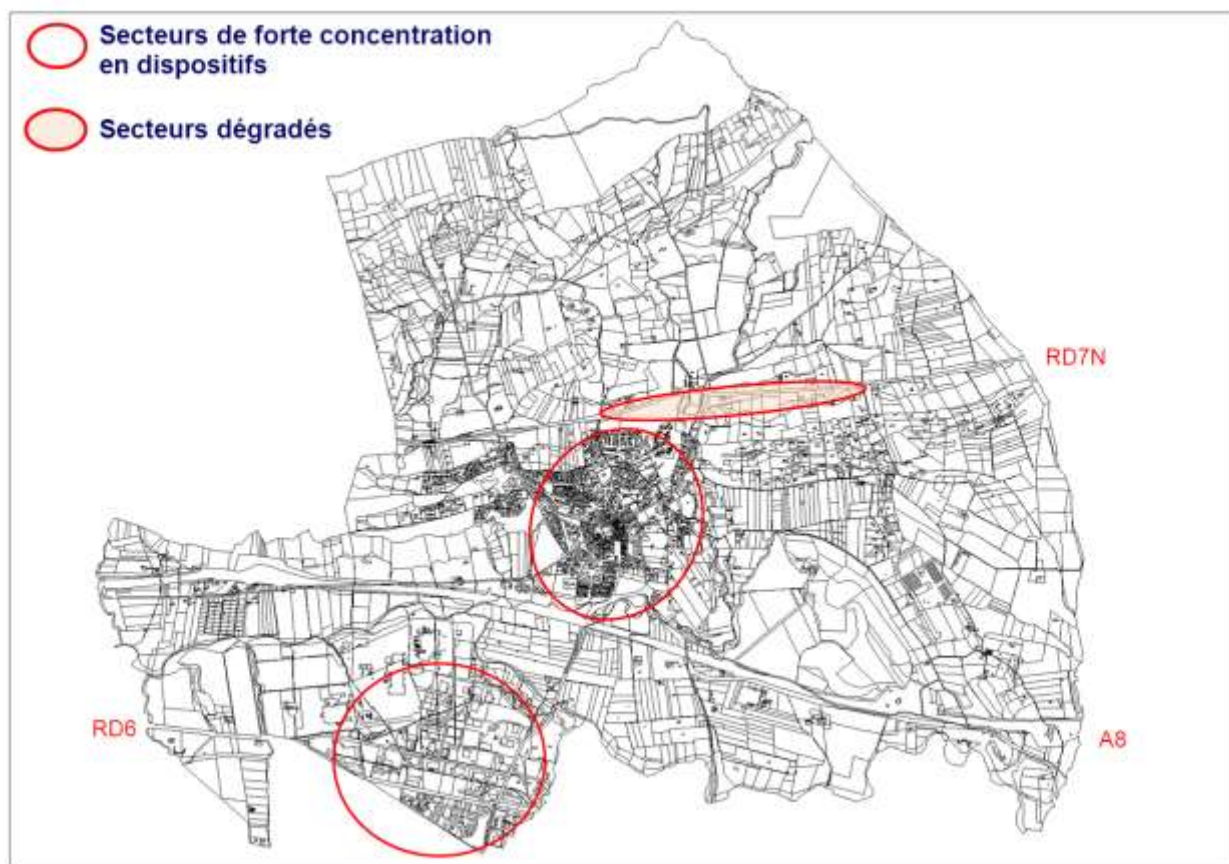 Secteurs de forte concentration
en dispositifs
Secteurs dégradés
RD7N
RD6
A8